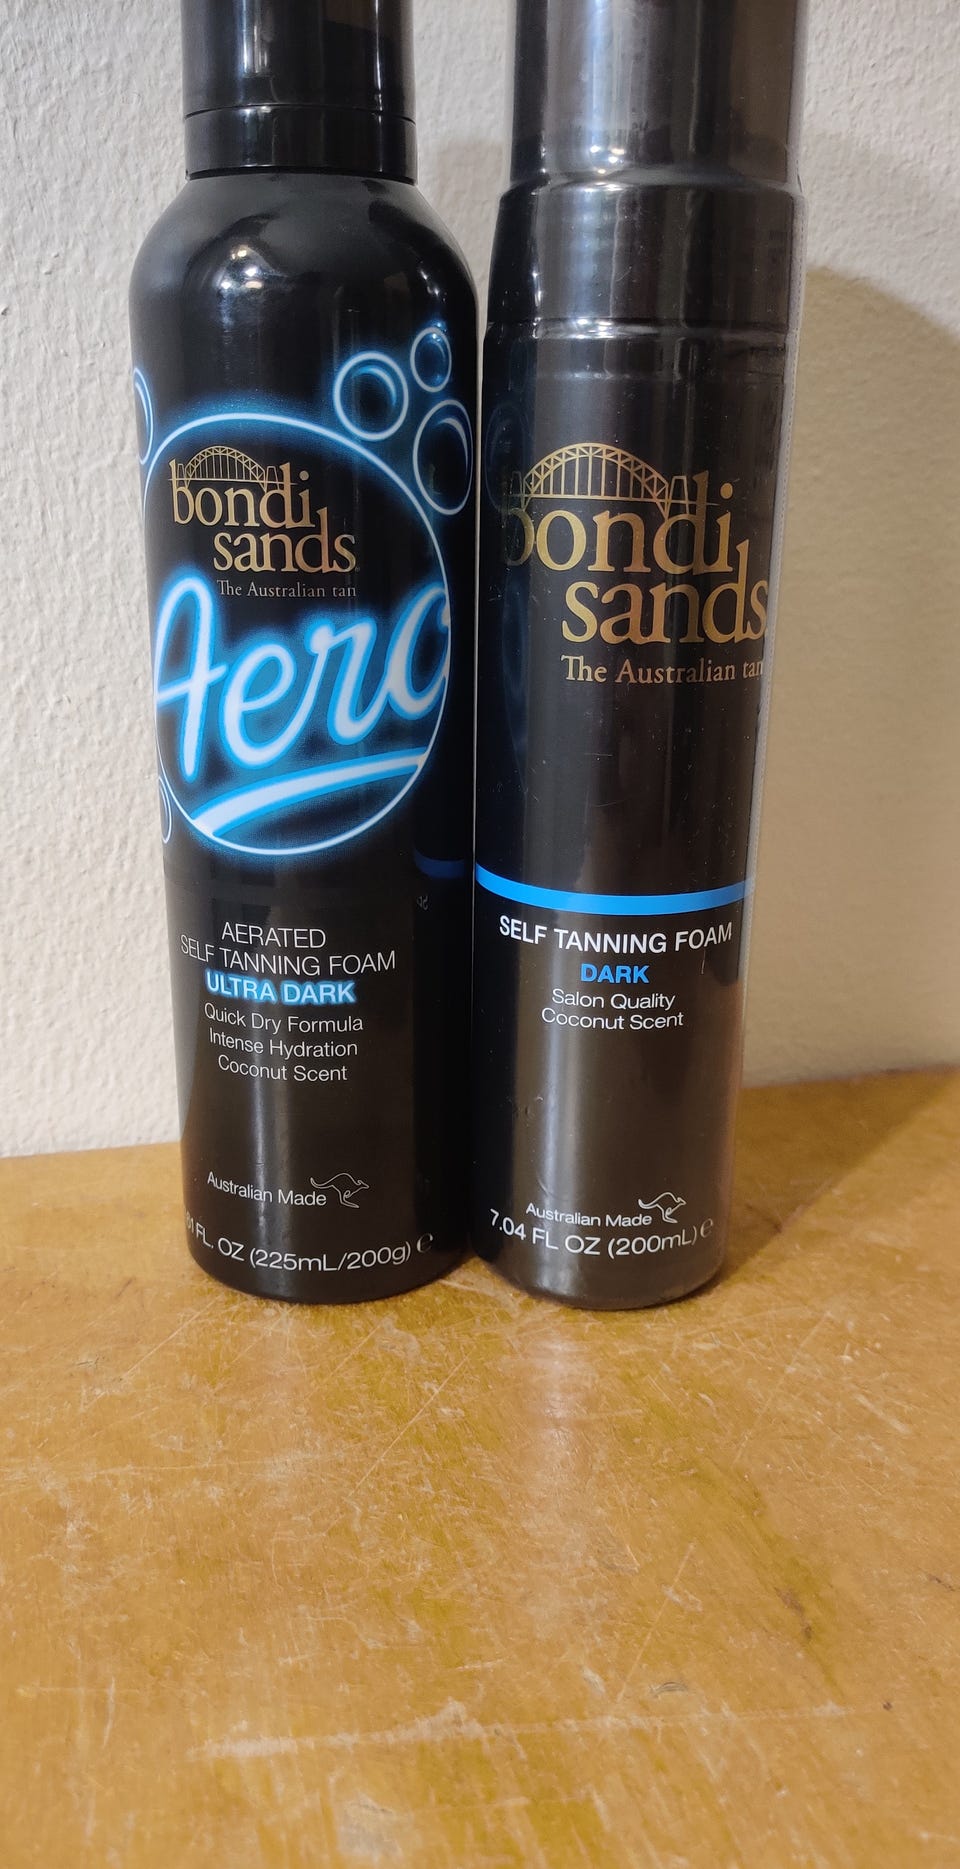 bondi
sands
The Australian tan
Aero
AERATED
SELF TANNING FOAM
ULTRA DARK
Quick Dry Formula
Intense Hydration
Coconut Scent
Australian Made
FL. OZ (225mL/200g) ℮
bondi
sands
The Australian tan
SELF TANNING FOAM
DARK
Salon Quality
Coconut Scent
Australian Made
7.04 FL OZ (200mL) ℮